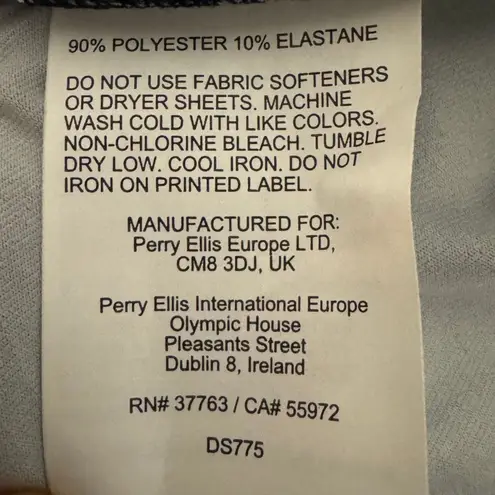 90% POLYESTER 10% ELASTANE
DO NOT USE FABRIC SOFTENERS
OR DRYER SHEETS. MACHINE
WASH COLD WITH LIKE COLORS.
NON-CHLORINE BLEACH. TUMBLE
DRY LOW. COOL IRON. DO NOT
IRON ON PRINTED LABEL.
MANUFACTURED FOR:
Perry Ellis Europe LTD,
CM8 3DJ, UK
Perry Ellis International Europe
Olympic House
Pleasants Street
Dublin 8, Ireland
RN# 37763 / CA# 55972
DS775